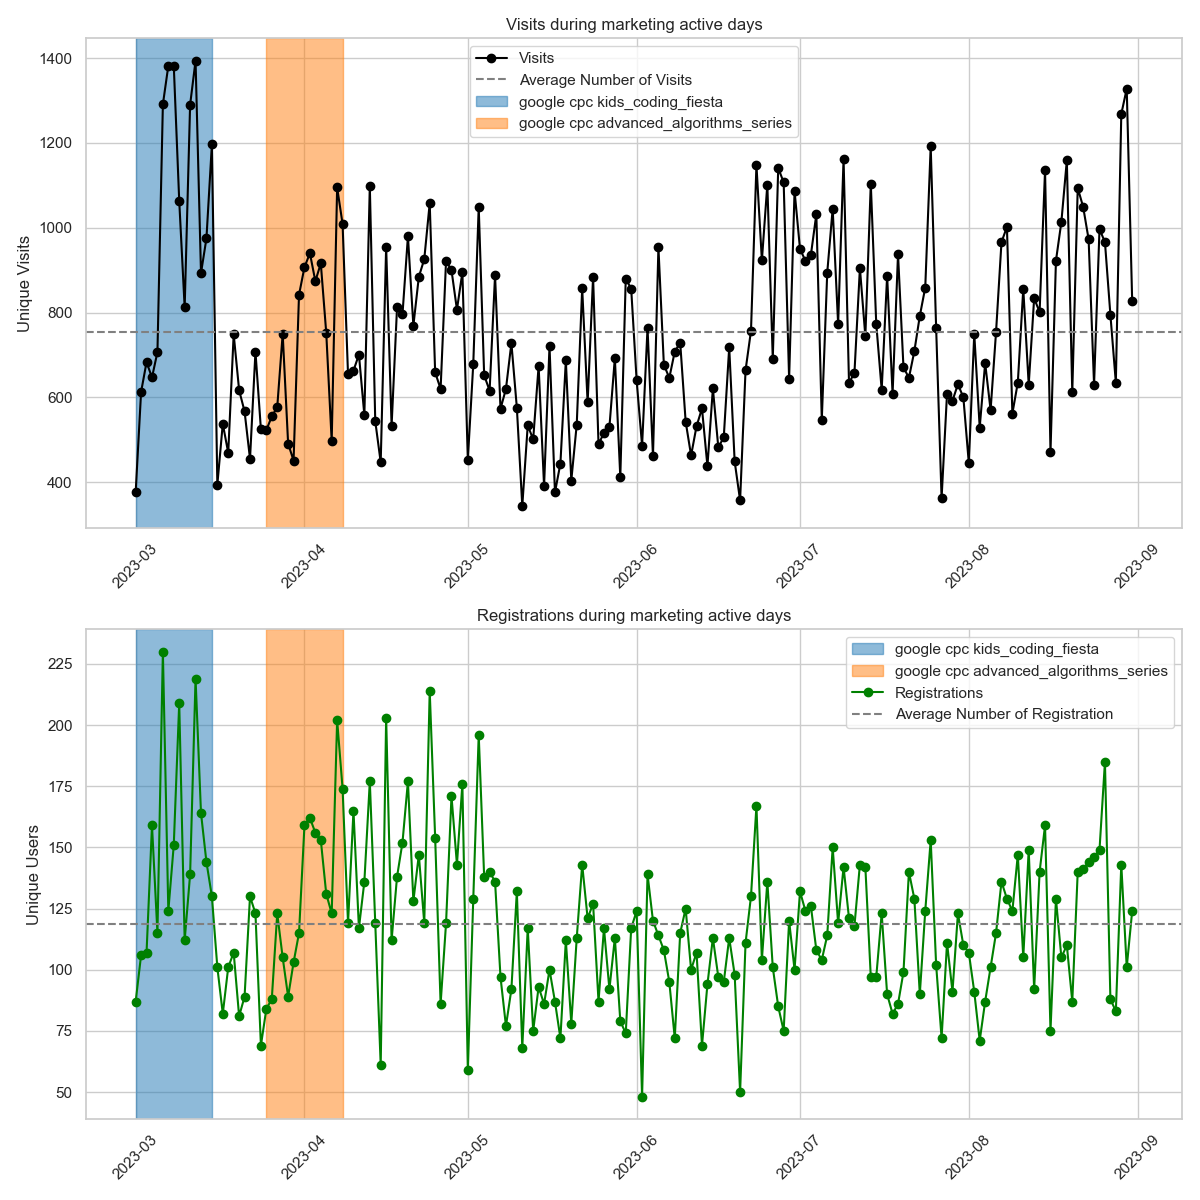 Visits during marketing active days
Visits
Average Number of Visits
google cpc kids_coding_fiesta
google cpc advanced_algorithms_series
Unique Visits
1400
1200
1000
800
600
400
2023-03
2023-04
2023-05
2023-06
2023-07
2023-08
2023-09
Registrations during marketing active days
google cpc kids_coding_fiesta
google cpc advanced_algorithms_series
Registrations
Average Number of Registration
Unique Users
225
200
175
150
125
100
75
50
2023-03
2023-04
2023-05
2023-06
2023-07
2023-08
2023-09